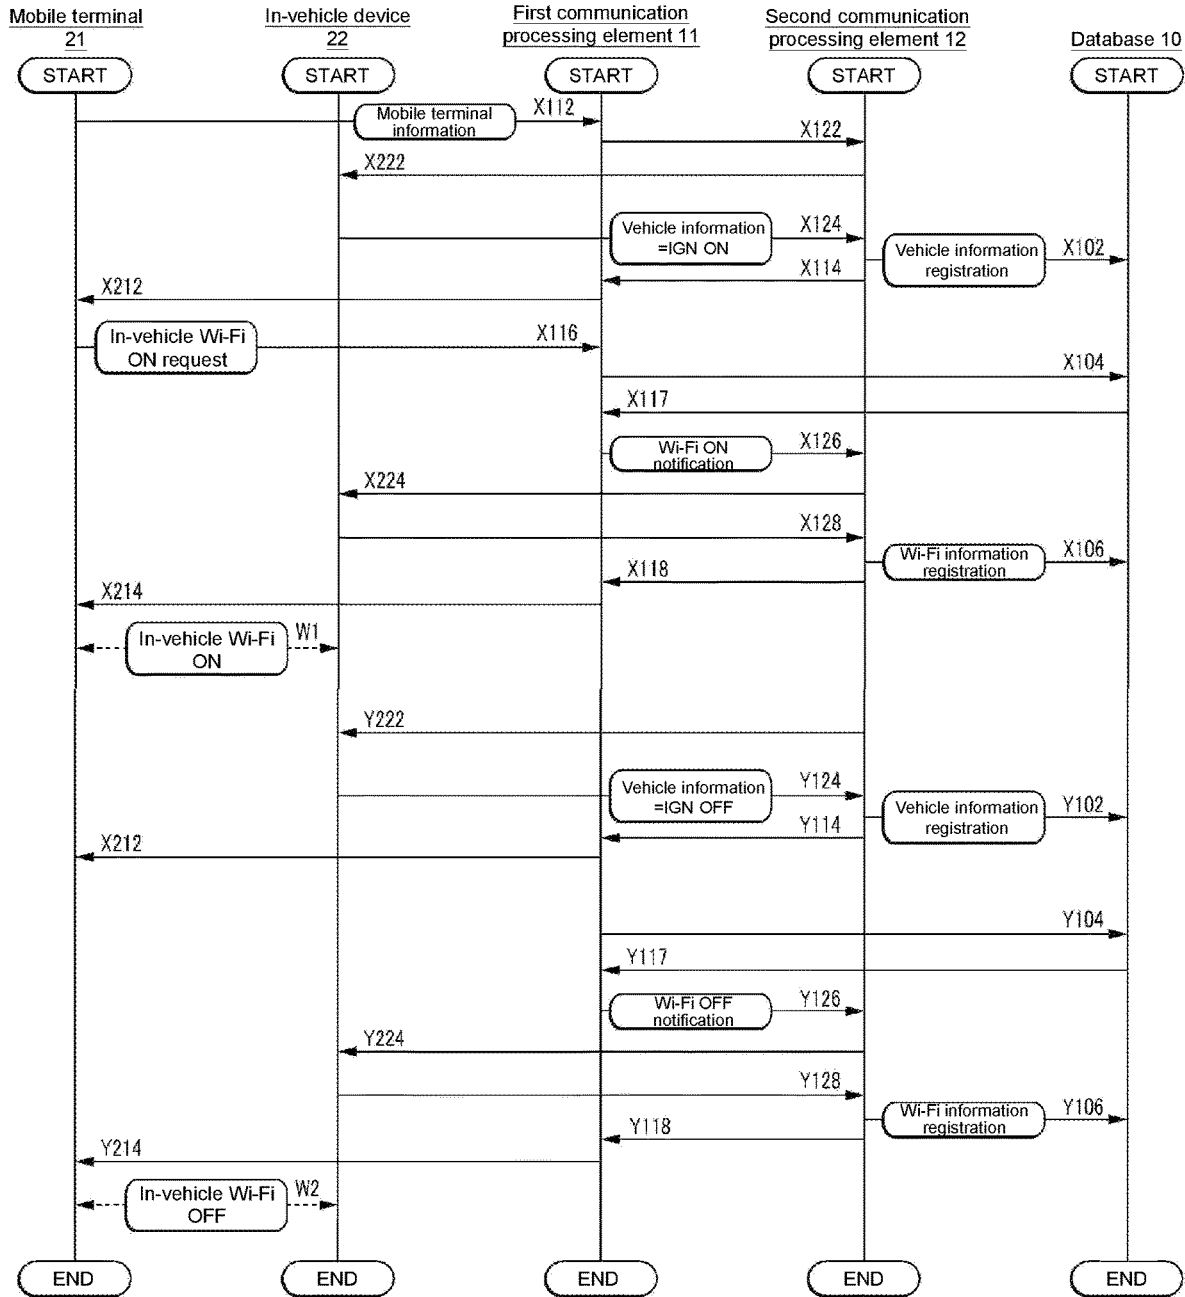 Mobile terminal
21
In-vehicle device
22
First communication
processing element 11
Second communication
processing element 12
Database 10
START
START
START
START
START
Mobile terminal
information
X112
X122
X222
Vehicle information
=IGN ON
X124
Vehicle information
registration
X102
X114
X212
In-vehicle Wi-Fi
ON request
X116
X104
X117
Wi-Fi ON
notification
X126
X224
X128
Wi-Fi information
registration
X106
X118
X214
In-vehicle Wi-Fi
ON
W1
Y222
Vehicle information
=IGN OFF
Y124
Vehicle information
registration
Y102
Y114
X212
Y104
Y117
Wi-Fi OFF
notification
Y126
Y224
Y128
Wi-Fi information
registration
Y106
Y118
Y214
In-vehicle Wi-Fi
OFF
W2
END
END
END
END
END